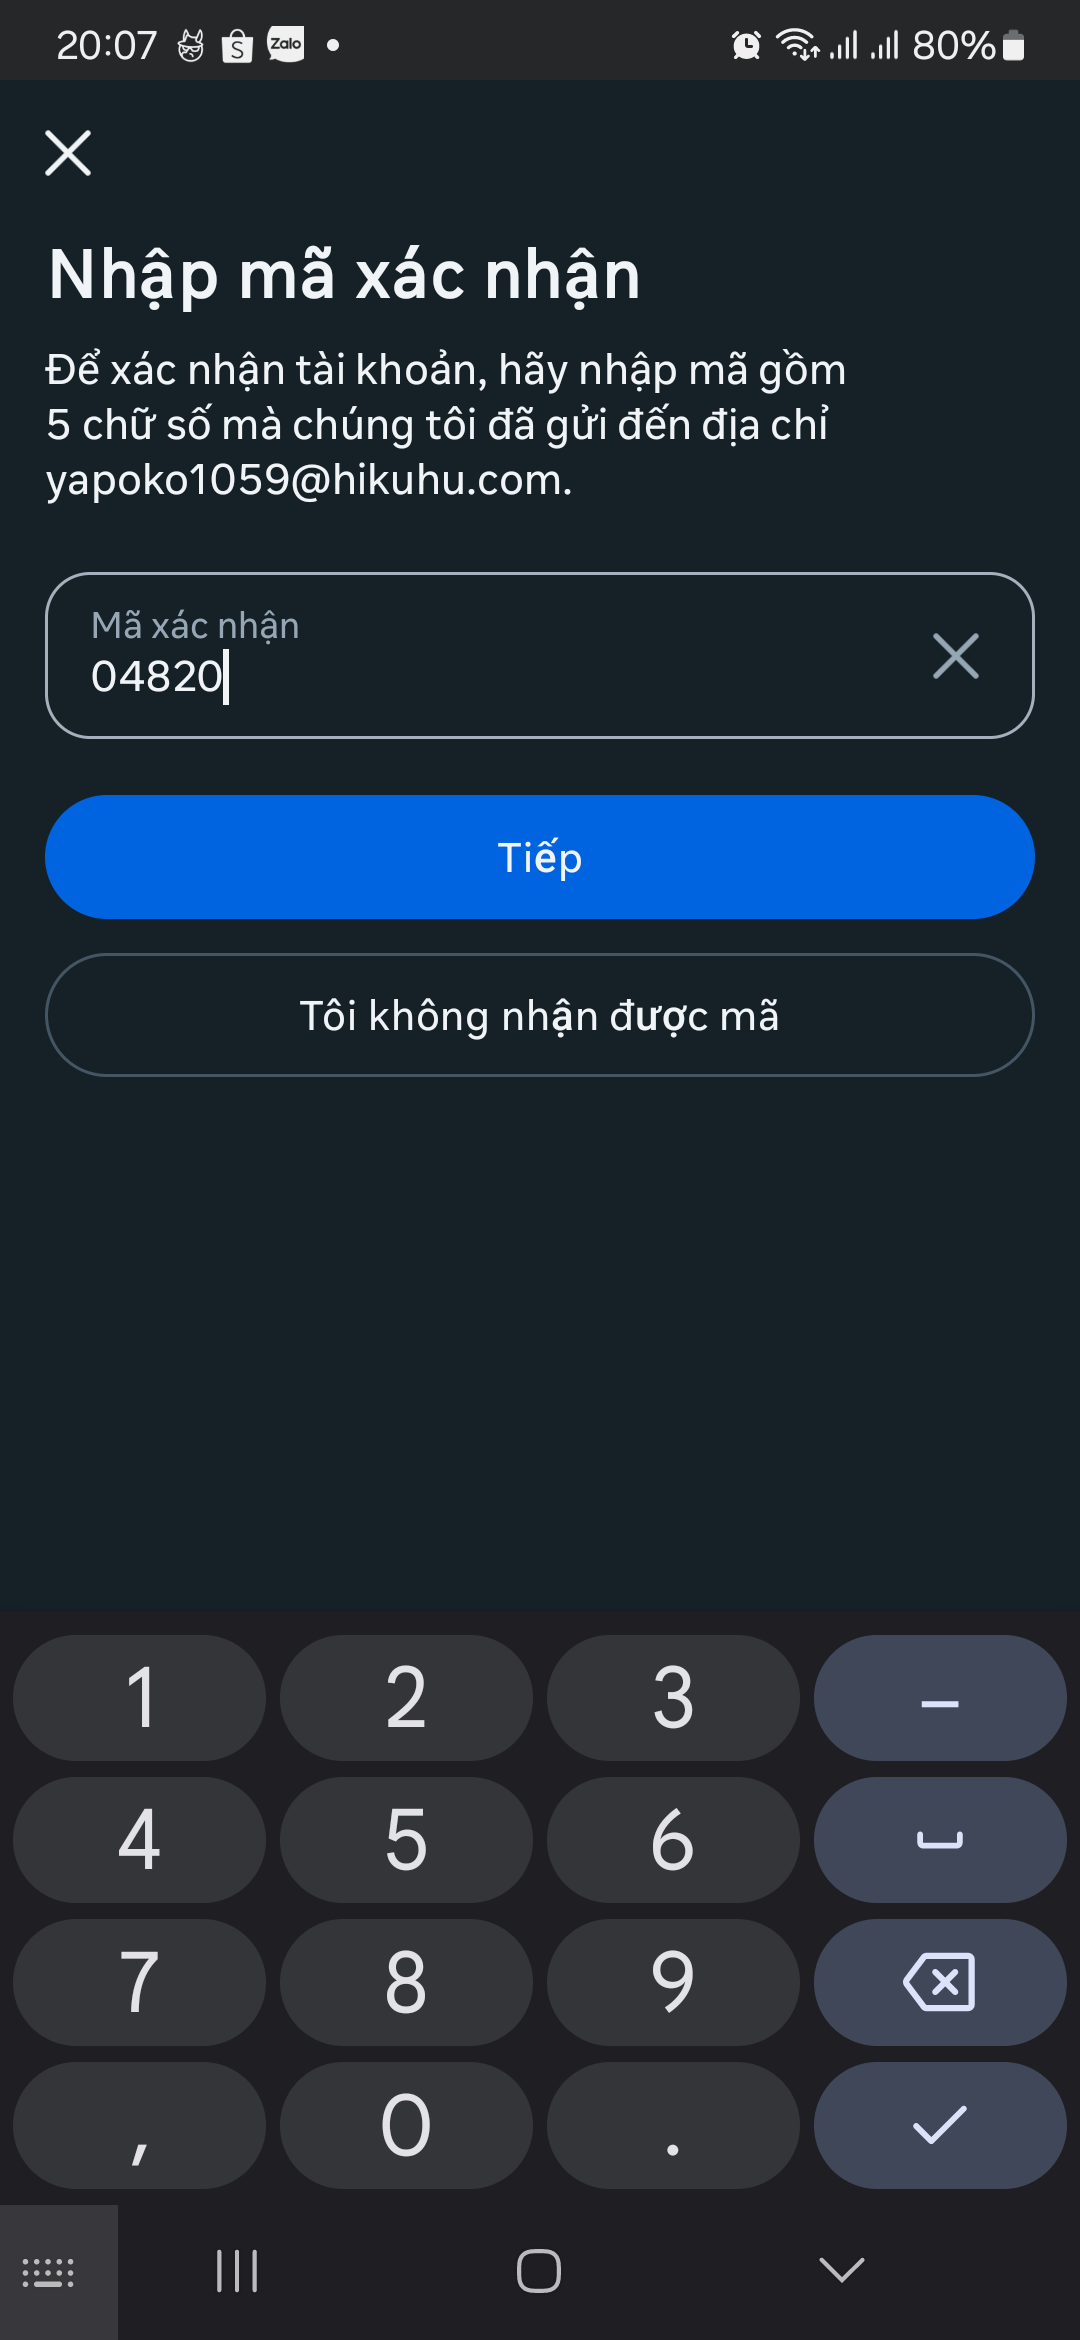 20:07 S Zalo 80%
Nhập mã xác nhận
Để xác nhận tài khoản, hãy nhập mã gồm
5 chữ số mà chúng tôi đã gửi đến địa chỉ
yapoko1059@hikuhu.com.
Mã xác nhận
04820
Tiếp
Tôi không nhận được mã
1 2 3 –
4 5 6
7 8 9
, 0 .